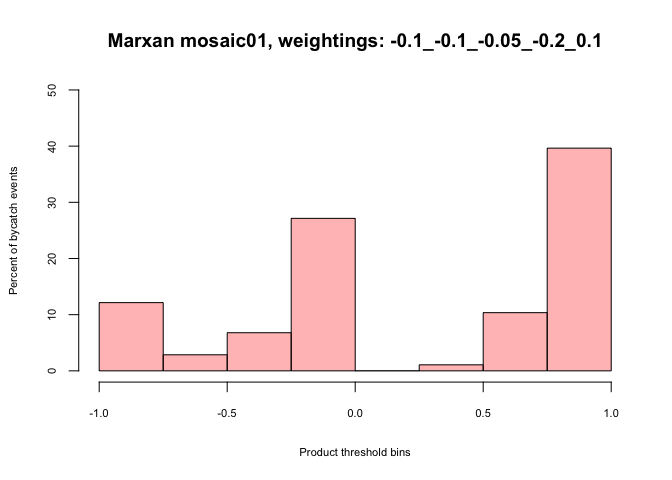 Marxan mosaic01, weightings: -0.1_-0.1_-0.05_-0.2_0.1
50
40
30
20
10
0
Percent of bycatch events
-1.0 -0.5 0.0 0.5 1.0
Product threshold bins